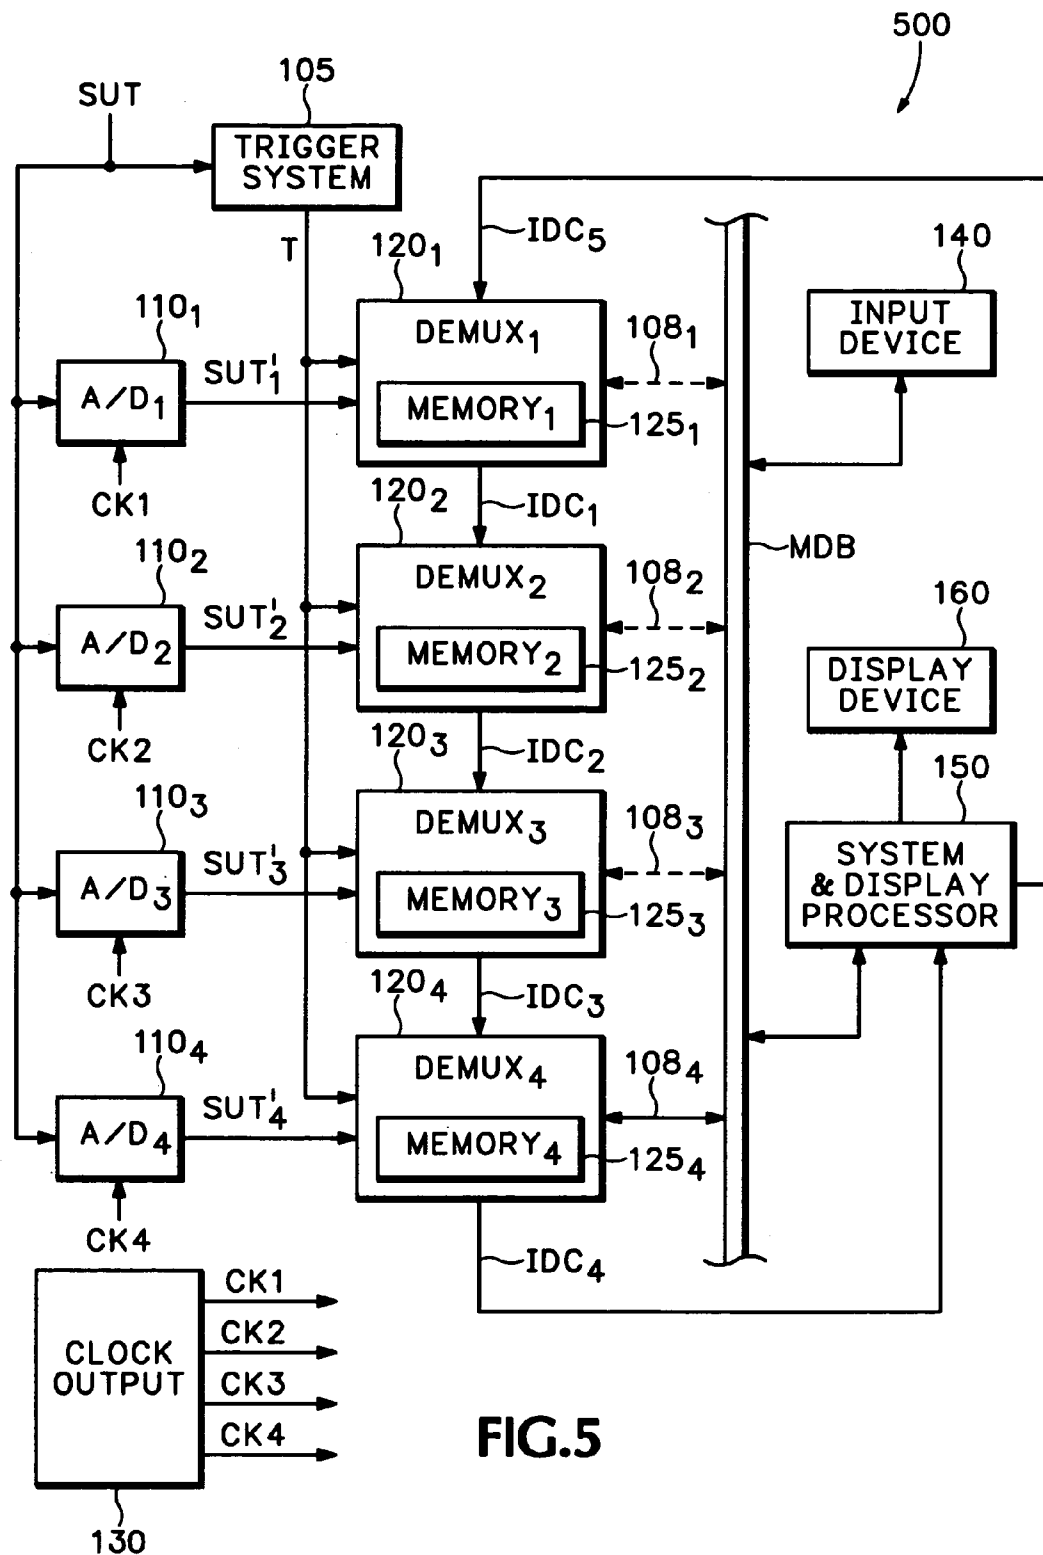 500
SUT
105
TRIGGER
SYSTEM
T
IDC₅
120₁
DEMUX₁
MEMORY₁
125₁
108₁
110₁
A/D₁
SUT'₁
CK1
140
INPUT
DEVICE
IDC₁
MDB
120₂
DEMUX₂
MEMORY₂
125₂
108₂
110₂
A/D₂
SUT'₂
CK2
160
DISPLAY
DEVICE
IDC₂
120₃
DEMUX₃
MEMORY₃
125₃
108₃
110₃
A/D₃
SUT'₃
CK3
150
SYSTEM
& DISPLAY
PROCESSOR
IDC₃
120₄
DEMUX₄
MEMORY₄
125₄
108₄
110₄
A/D₄
SUT'₄
CK4
IDC₄
CLOCK
OUTPUT
CK1
CK2
CK3
CK4
130
FIG.5